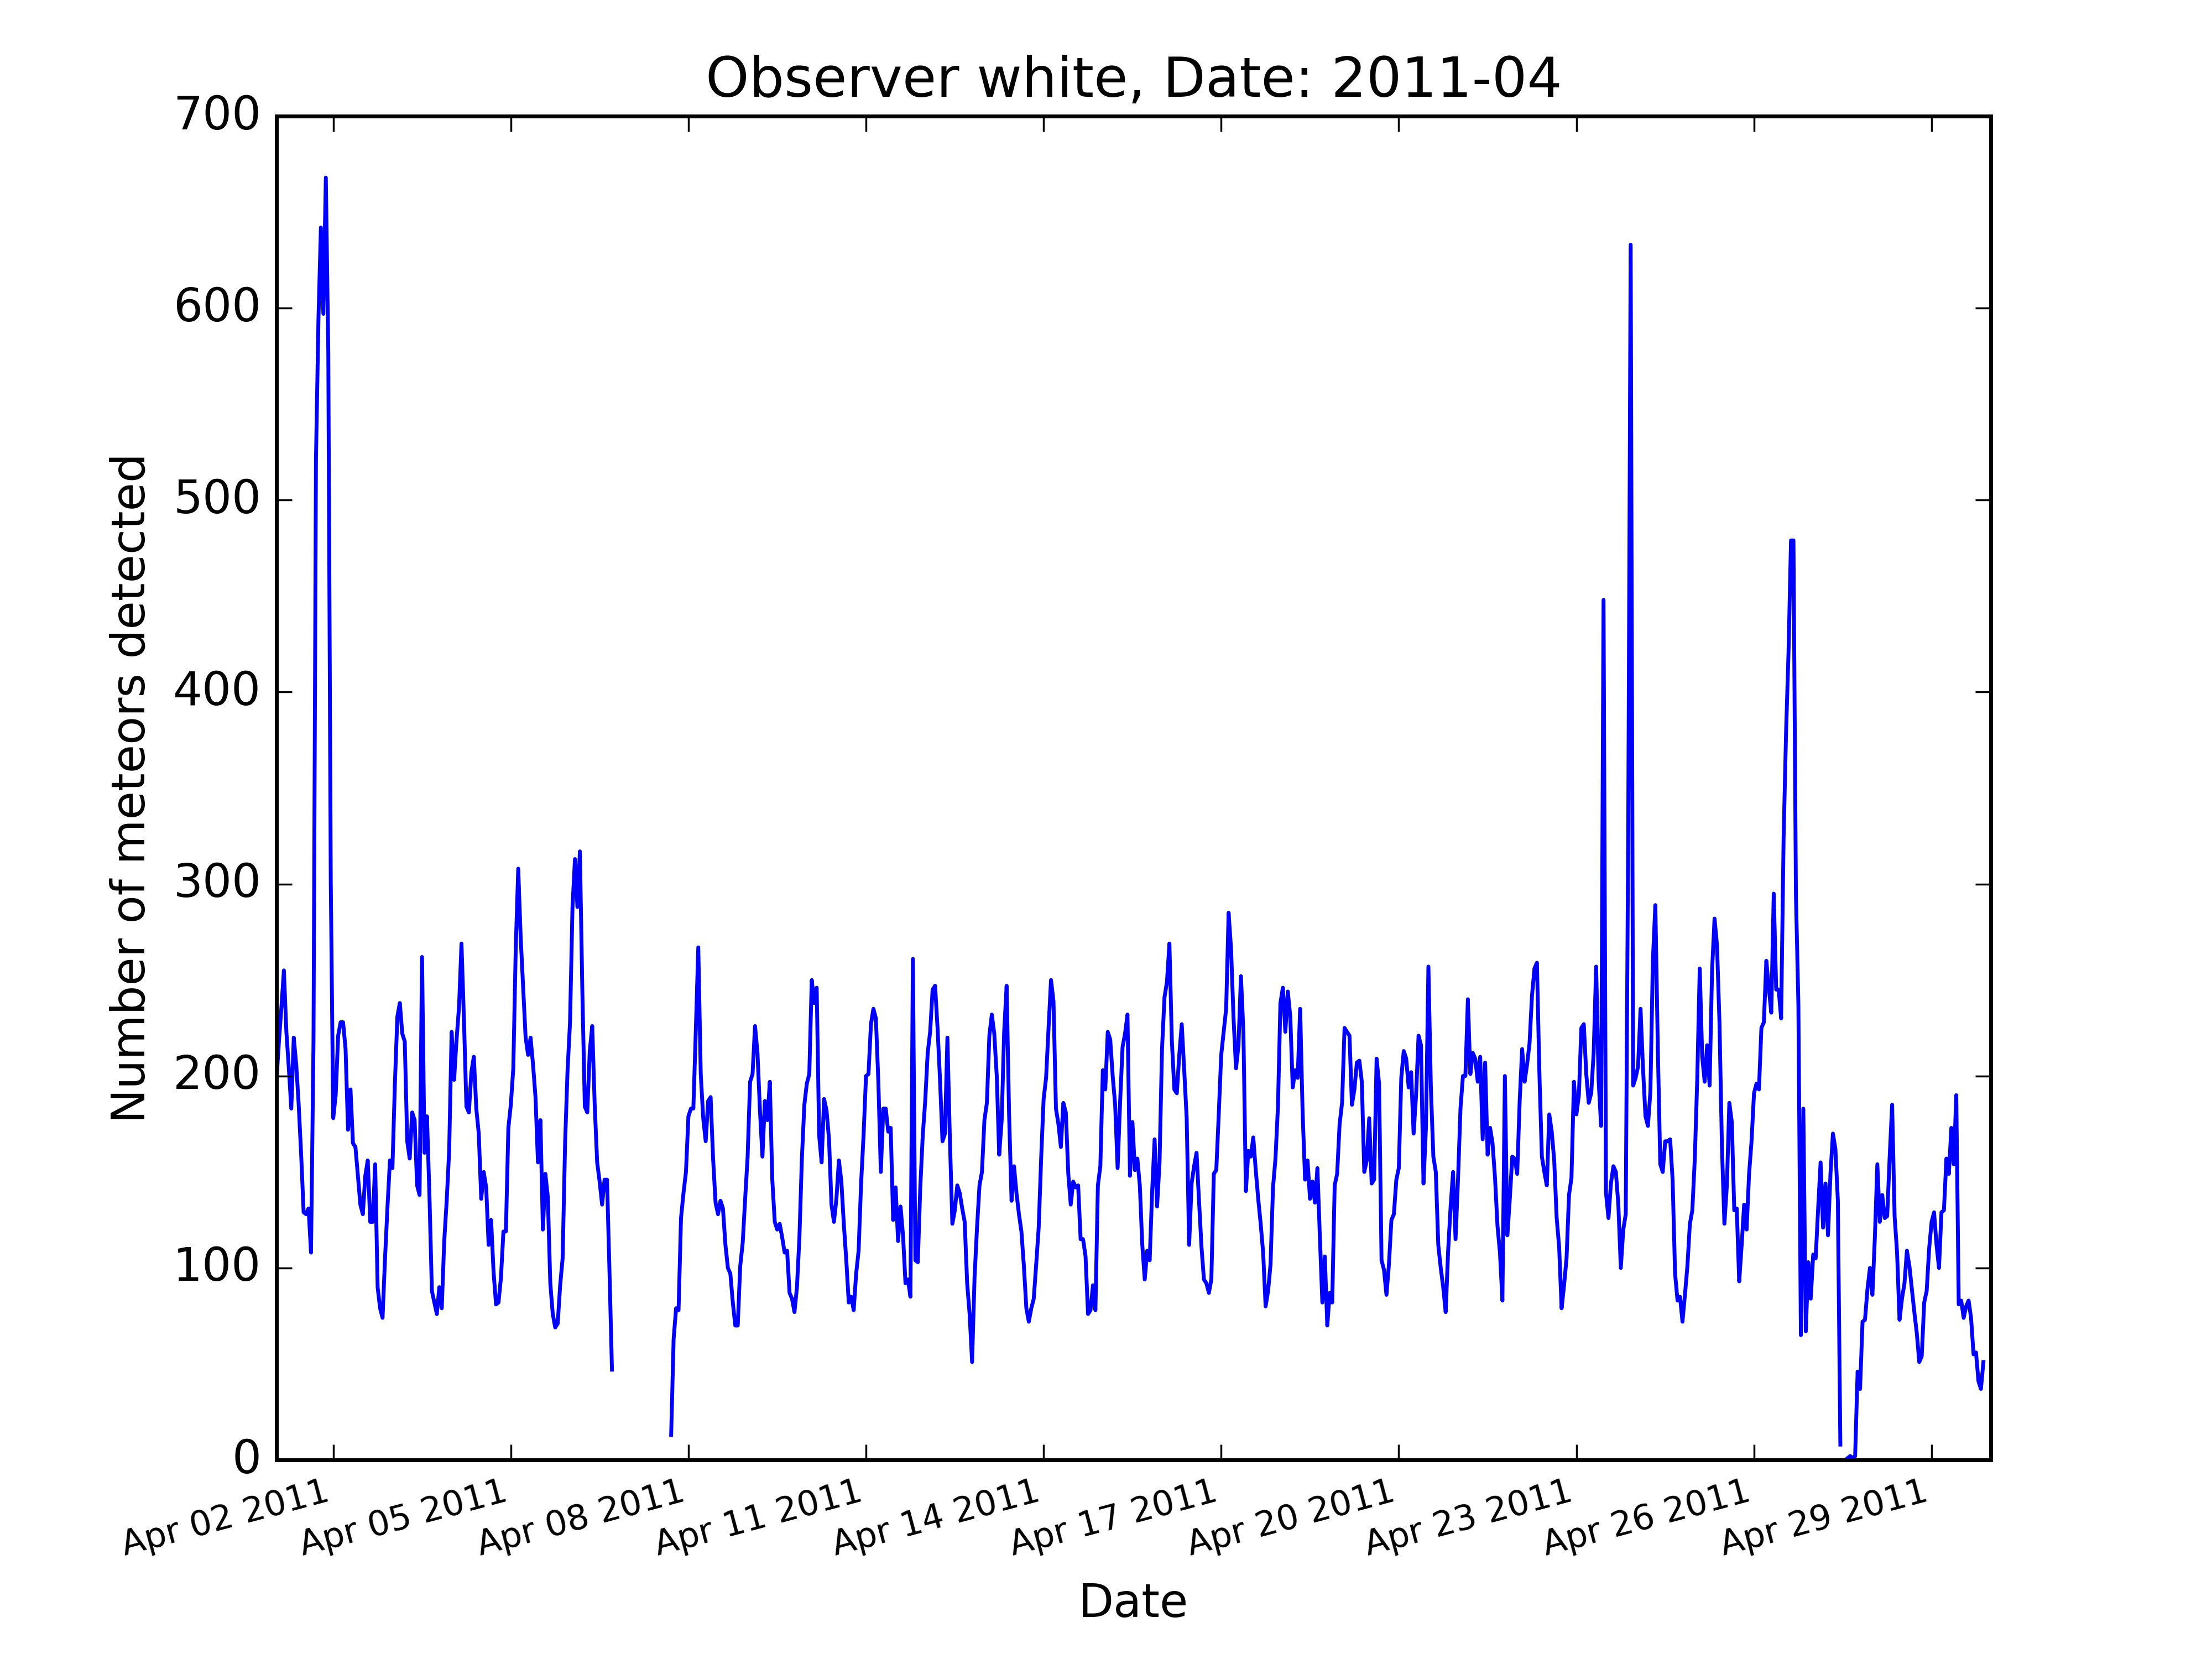 Observer white, Date: 2011-04
Number of meteors detected
700
600
500
400
300
200
100
0
Apr 02 2011
Apr 05 2011
Apr 08 2011
Apr 11 2011
Apr 14 2011
Apr 17 2011
Apr 20 2011
Apr 23 2011
Apr 26 2011
Apr 29 2011
Date